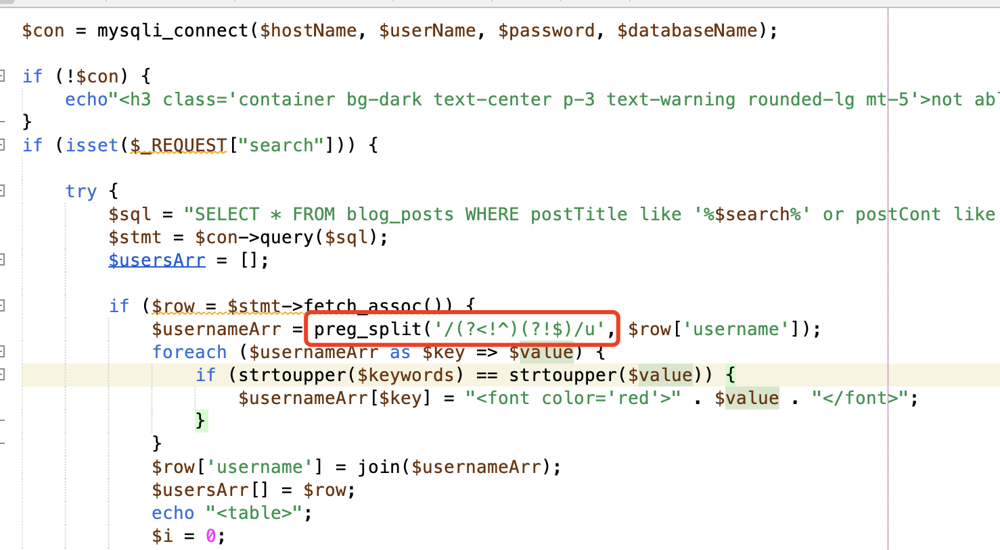 $con = mysqli_connect($hostName, $userName, $password, $databaseName);
if (!$con) {
echo"<h3 class='container bg-dark text-center p-3 text-warning rounded-lg mt-5'>not abl
}
if (isset($_REQUEST["search"])) {
try {
$sql = "SELECT * FROM blog_posts WHERE postTitle like '%$search%' or postCont like
$stmt = $con->query($sql);
$usersArr = [];
if ($row = $stmt->fetch_assoc()) {
$usernameArr = preg_split('/(?<!^)(?!$)/u', $row['username']);
foreach ($usernameArr as $key => $value) {
if (strtoupper($keywords) == strtoupper($value)) {
$usernameArr[$key] = "<font color='red'>" . $value . "</font>";
}
}
$row['username'] = join($usernameArr);
$usersArr[] = $row;
echo "<table>";
$i = 0;